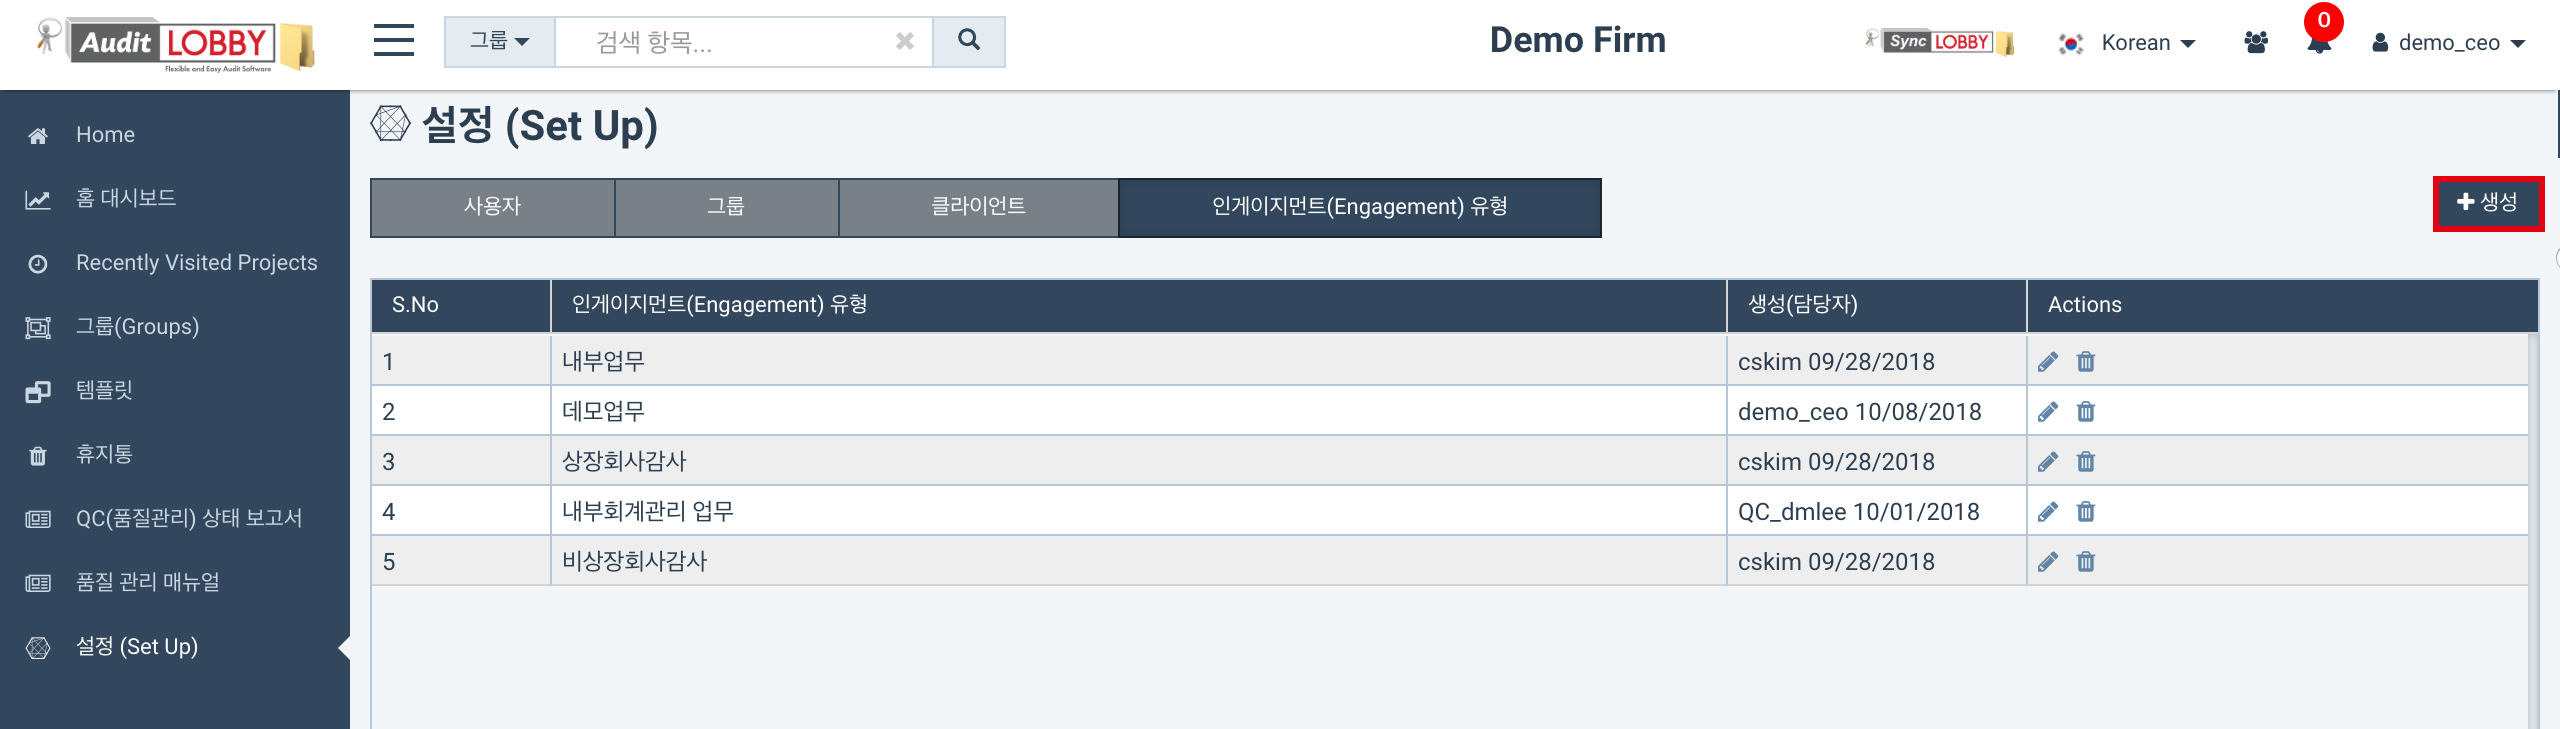 Audit LOBBY
Flexible and Easy Audit Software
그룹
검색 항목...
Demo Firm
Sync LOBBY
Korean
0
demo_ceo
Home
홈 대시보드
Recently Visited Projects
그룹(Groups)
템플릿
휴지통
QC(품질관리) 상태 보고서
품질 관리 매뉴얼
설정 (Set Up)
설정 (Set Up)
사용자 그룹 클라이언트 인게이지먼트(Engagement) 유형
생성
S.No 인게이지먼트(Engagement) 유형 생성(담당자) Actions
1 내부업무 cskim 09/28/2018
2 데모업무 demo_ceo 10/08/2018
3 상장회사감사 cskim 09/28/2018
4 내부회계관리 업무 QC_dmlee 10/01/2018
5 비상장회사감사 cskim 09/28/2018